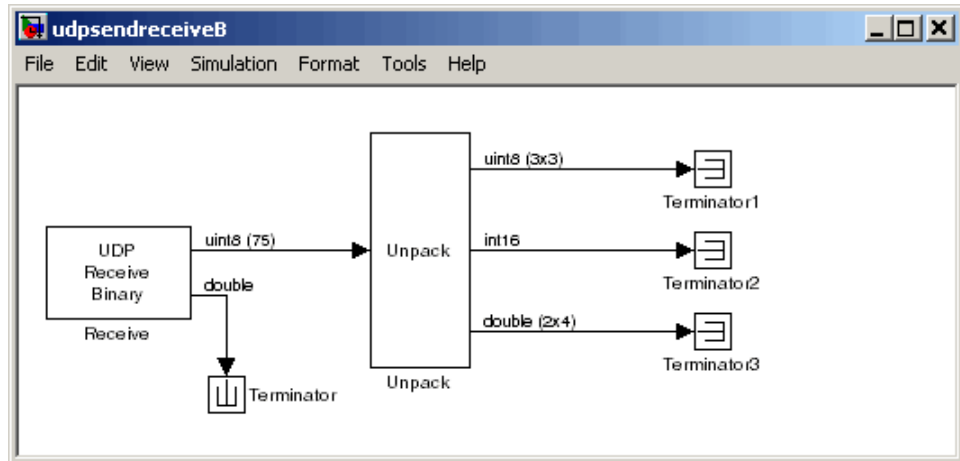 udpsendreceiveB
File Edit View Simulation Format Tools Help
uint8 (3x3)
Terminator1
UDP
Receive
Binary
uint8 (75)
double
Receive
Unpack
int16
Terminator2
double (2x4)
Terminator3
Unpack
Terminator